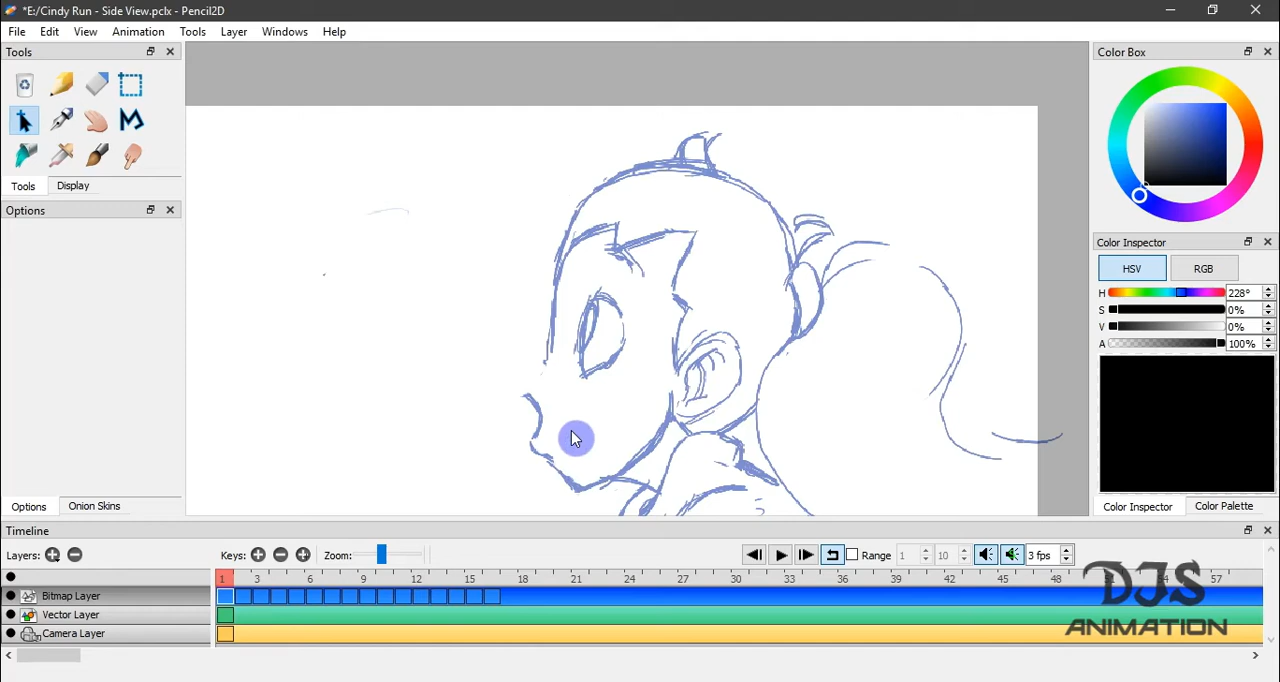 *E:/Cindy Run - Side View.pclx - Pencil2D
File Edit View Animation Tools Layer Windows Help
Tools
Color Box
Tools Display
Options
Color Inspector
HSV RGB
H 228°
S 0%
V 0%
A 100%
Options Onion Skins
Color Inspector Color Palette
Timeline
Layers: Keys: Zoom: Range 1 10 3 fps
1 3 6 9 12 15 18 21 24 27 30 33 36 39 42 45 48 51 54 57
Bitmap Layer
Vector Layer
Camera Layer
DJS
ANIMATION